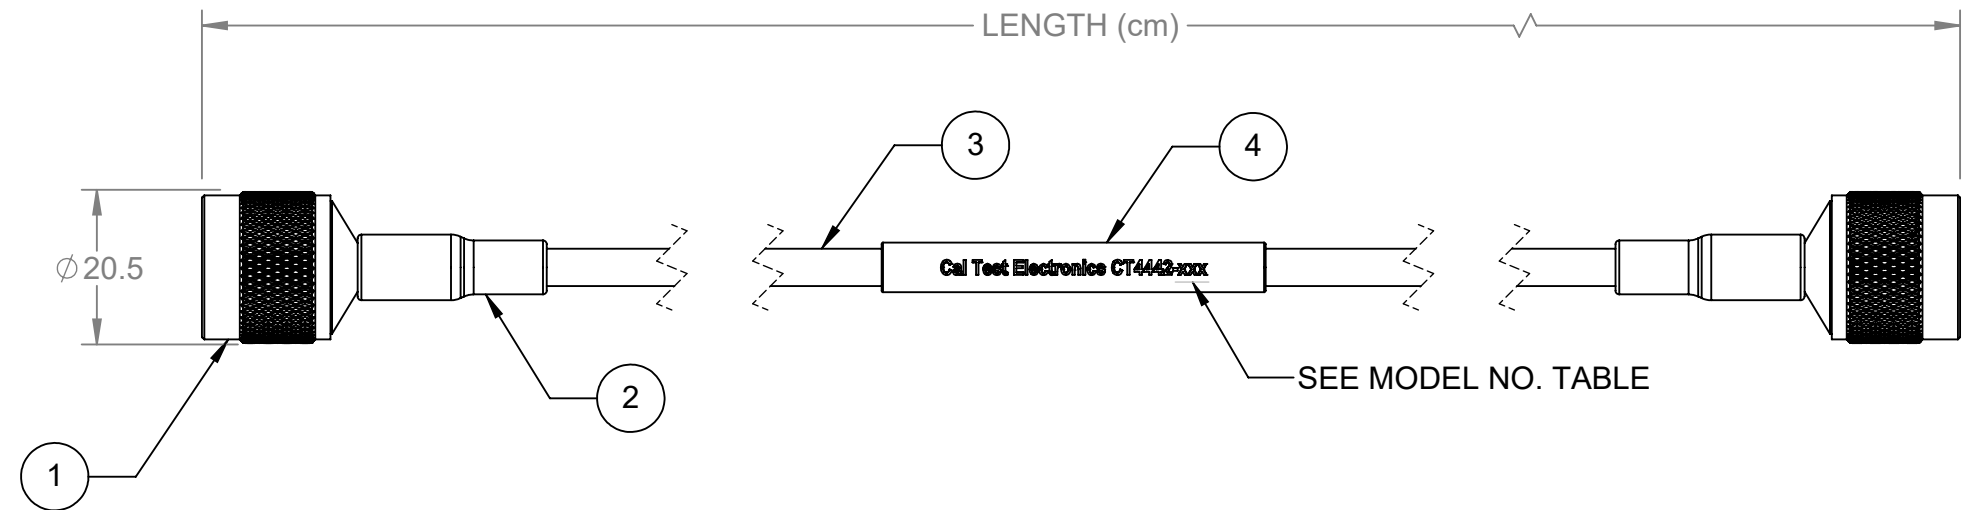 LENGTH (cm)
3
4
⌀20.5
Cal Test Electronics CT4442-xxx
SEE MODEL NO. TABLE
2
1